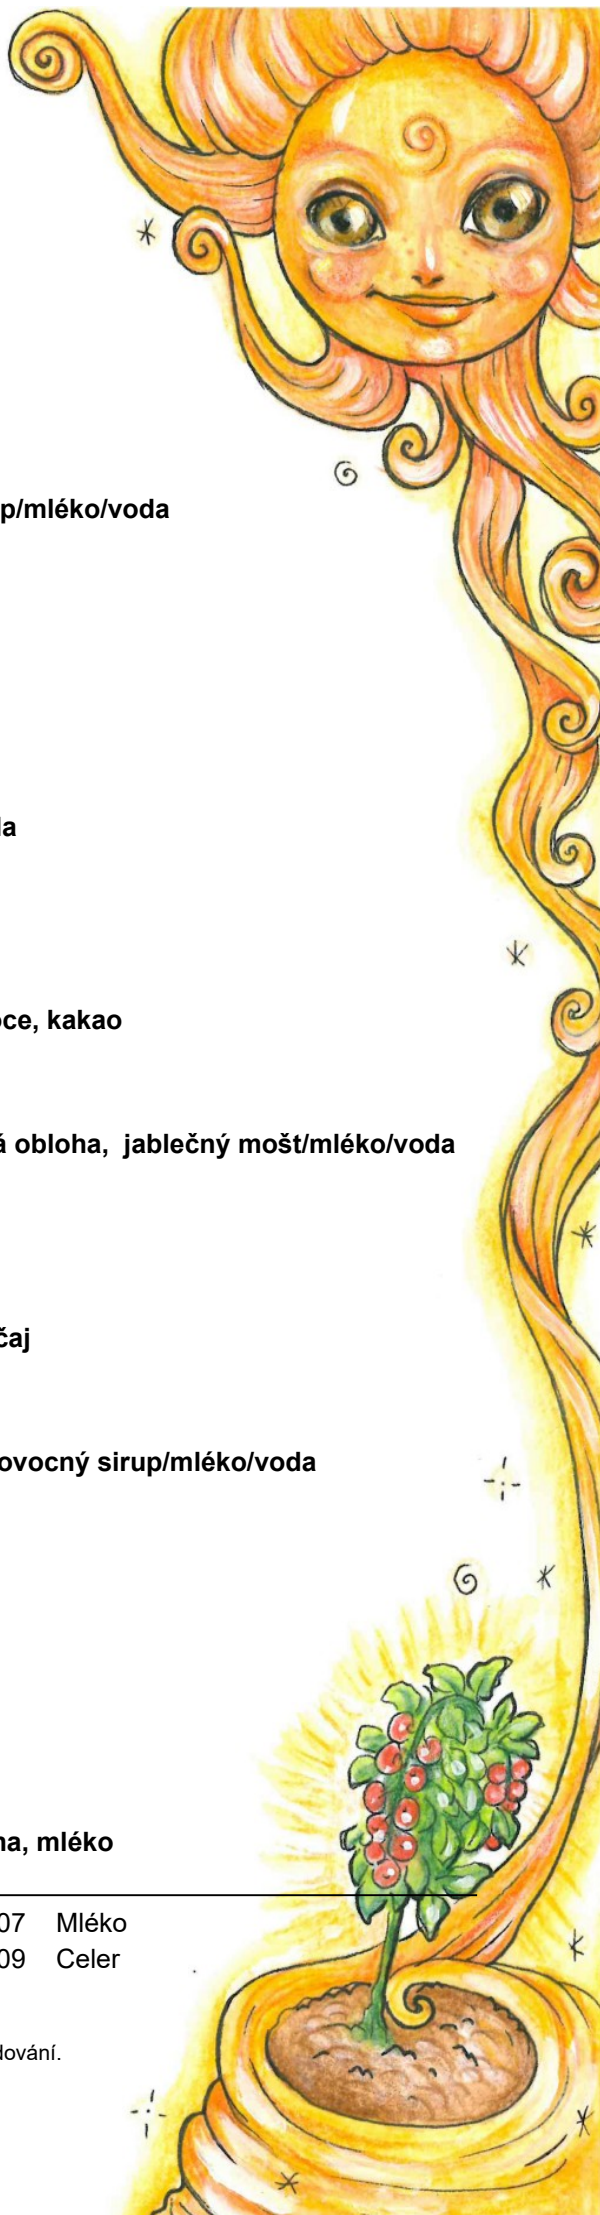 p/mléko/voda
la
oce, kakao
á obloha, jablečný mošt/mléko/voda
čaj
ovocný sirup/mléko/voda
na, mléko
07 Mléko
09 Celer
dování.